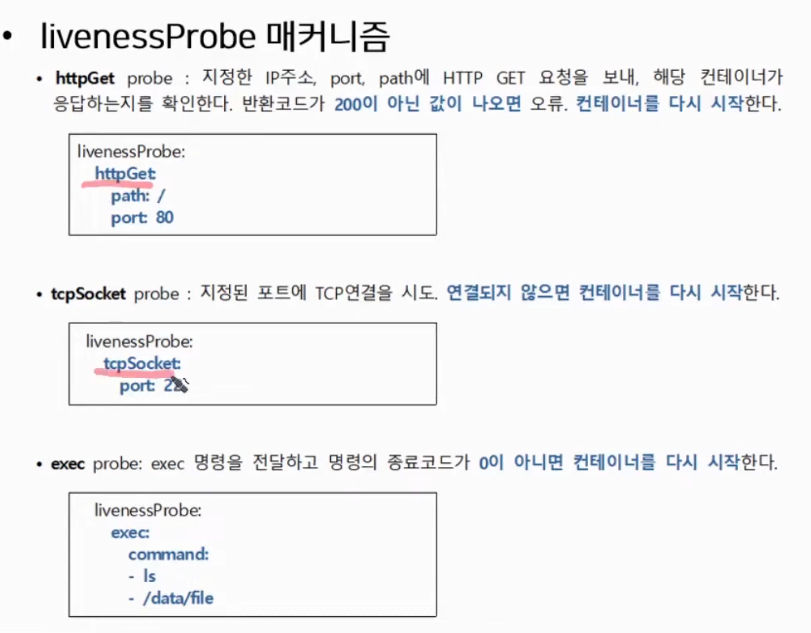 • livenessProbe 매커니즘
• httpGet probe : 지정한 IP주소, port, path에 HTTP GET 요청을 보내, 해당 컨테이너가
응답하는지를 확인한다. 반환코드가 200이 아닌 값이 나오면 오류. 컨테이너를 다시 시작한다.
livenessProbe:
httpGet:
path: /
port: 80
• tcpSocket probe : 지정된 포트에 TCP연결을 시도. 연결되지 않으면 컨테이너를 다시 시작한다.
livenessProbe:
tcpSocket:
port:
• exec probe: exec 명령을 전달하고 명령의 종료코드가 0이 아니면 컨테이너를 다시 시작한다.
livenessProbe:
exec:
command:
- ls
- /data/file